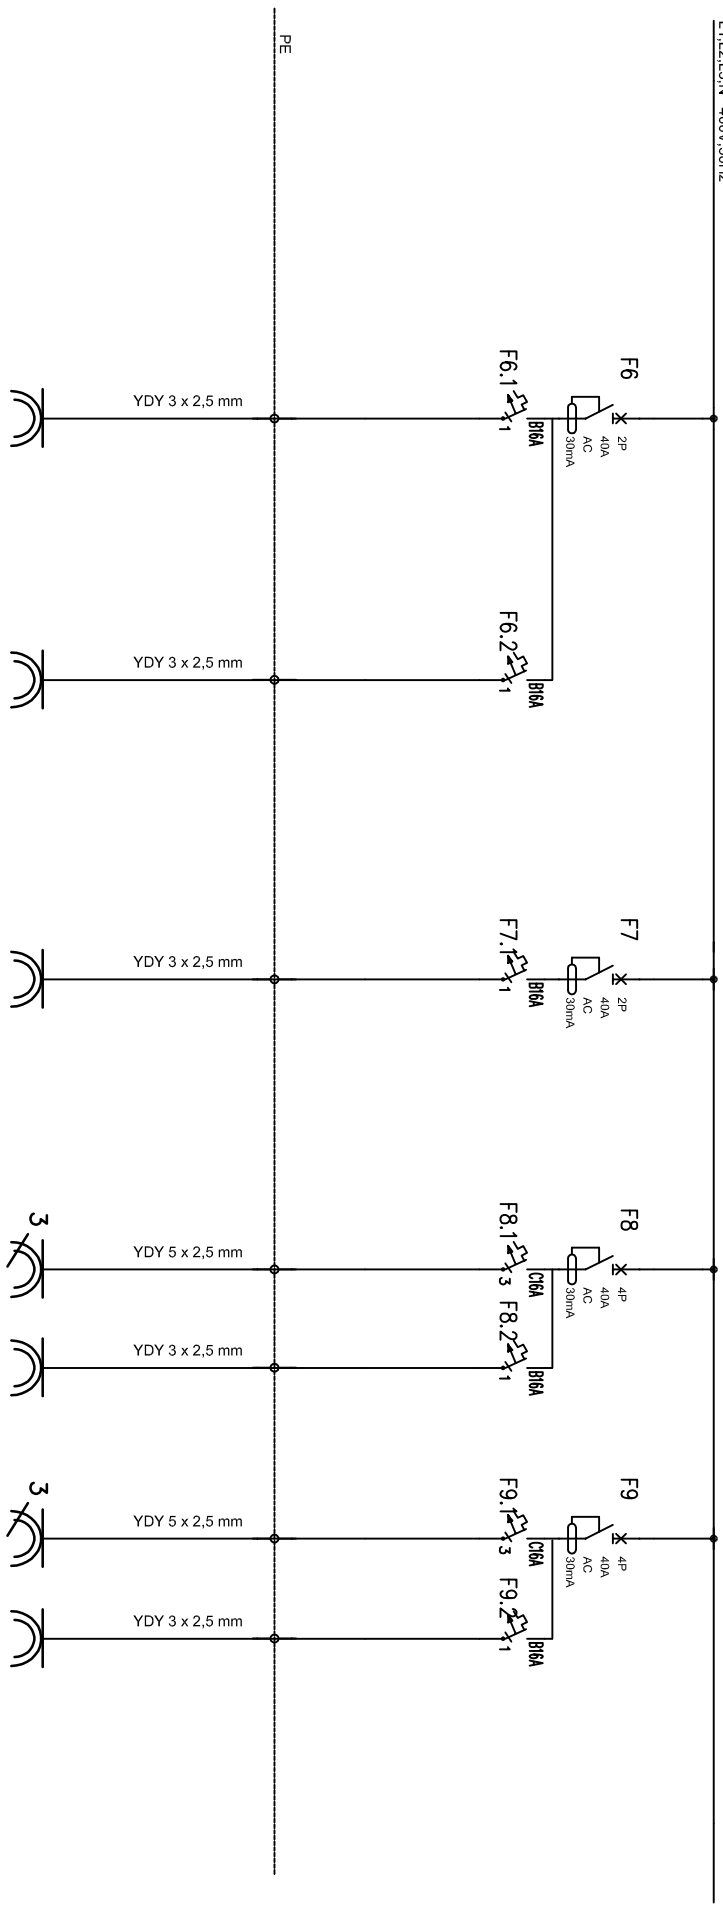 PE
F6
2P
40A
AC
30mA
F6.1
B16A
1
YDY 3 x 2,5 mm
F6.2
B16A
1
YDY 3 x 2,5 mm
F7
2P
40A
AC
30mA
F7.1
B16A
1
YDY 3 x 2,5 mm
F8
4P
40A
AC
30mA
F8.1
C16A
3
YDY 5 x 2,5 mm
3
F8.2
B16A
1
YDY 3 x 2,5 mm
F9
4P
40A
AC
30mA
F9.1
C16A
3
YDY 5 x 2,5 mm
3
F9.2
B16A
1
YDY 3 x 2,5 mm